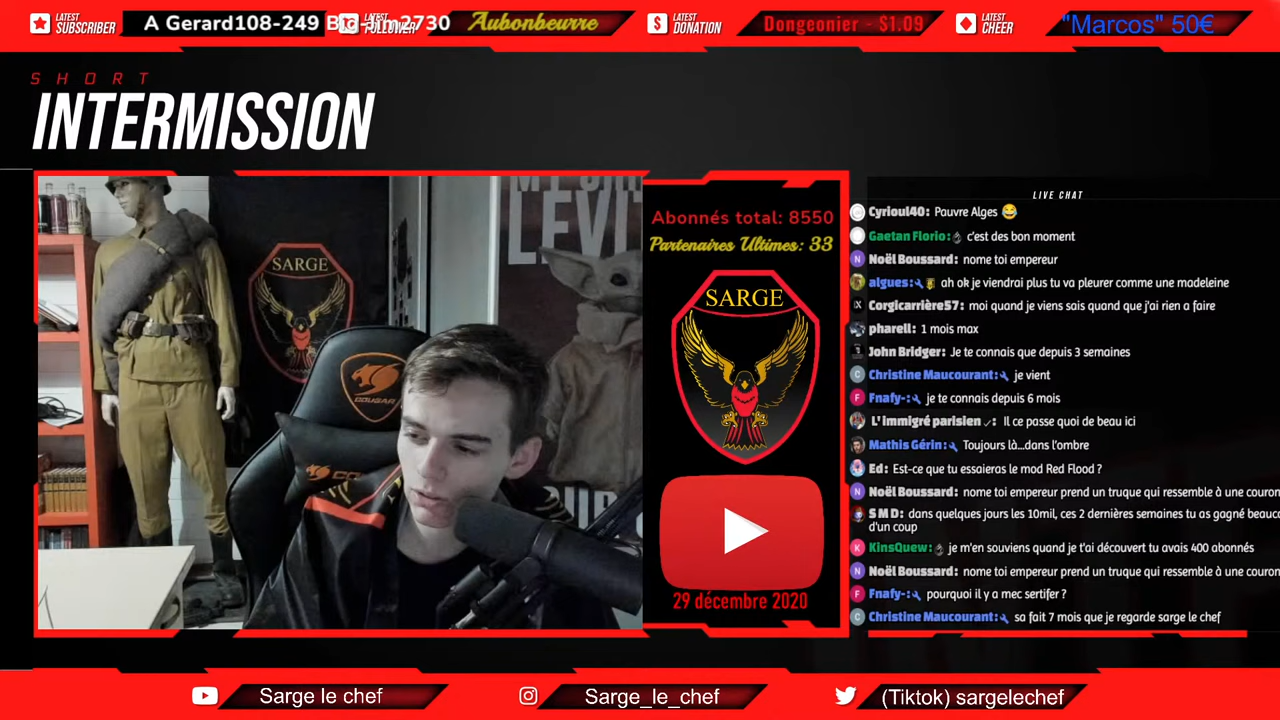 LATEST SUBSCRIBER
A Gerard108-249 Big-Jim2730
LATEST
Aubonbeurre
LATEST DONATION
Dongeonier - $1.09
LATEST CHEER
"Marcos" 50€
SHORT
INTERMISSION
SARGE
COUGAR
Abonnés total: 8550
Partenaires Ultimes: 33
SARGE
29 décembre 2020
LIVE CHAT
Cyrioul40: Pauvre Alges 😂
Gaetan Florio: c'est des bon moment
Noël Boussard: nome toi empereur
algues: ah ok je viendrai plus tu va pleurer comme une madeleine
Corgicarrière57: moi quand je viens sais quand que j'ai rien a faire
pharell: 1 mois max
John Bridger: Je te connais que depuis 3 semaines
Christine Maucourant: je vient
Fnafy-: je te connais depuis 6 mois
L'immigré parisien ✓: Il ce passe quoi de beau ici
Mathis Gérin: Toujours là...dans l'ombre
Ed: Est-ce que tu essaieras le mod Red Flood ?
Noël Boussard: nome toi empereur prend un truque qui ressemble à une couron
S M D: dans quelques jours les 10mil, ces 2 dernières semaines tu as gagné beauco
d'un coup
KinsQuew: je m'en souviens quand je t'ai découvert tu avais 400 abonnés
Noël Boussard: nome toi empereur prend un truque qui ressemble à une couron
Fnafy-: pourquoi il y a mec sertifer ?
Christine Maucourant: sa fait 7 mois que je regarde sarge le chef
Sarge le chef
Sarge_le_chef
(Tiktok) sargelechef